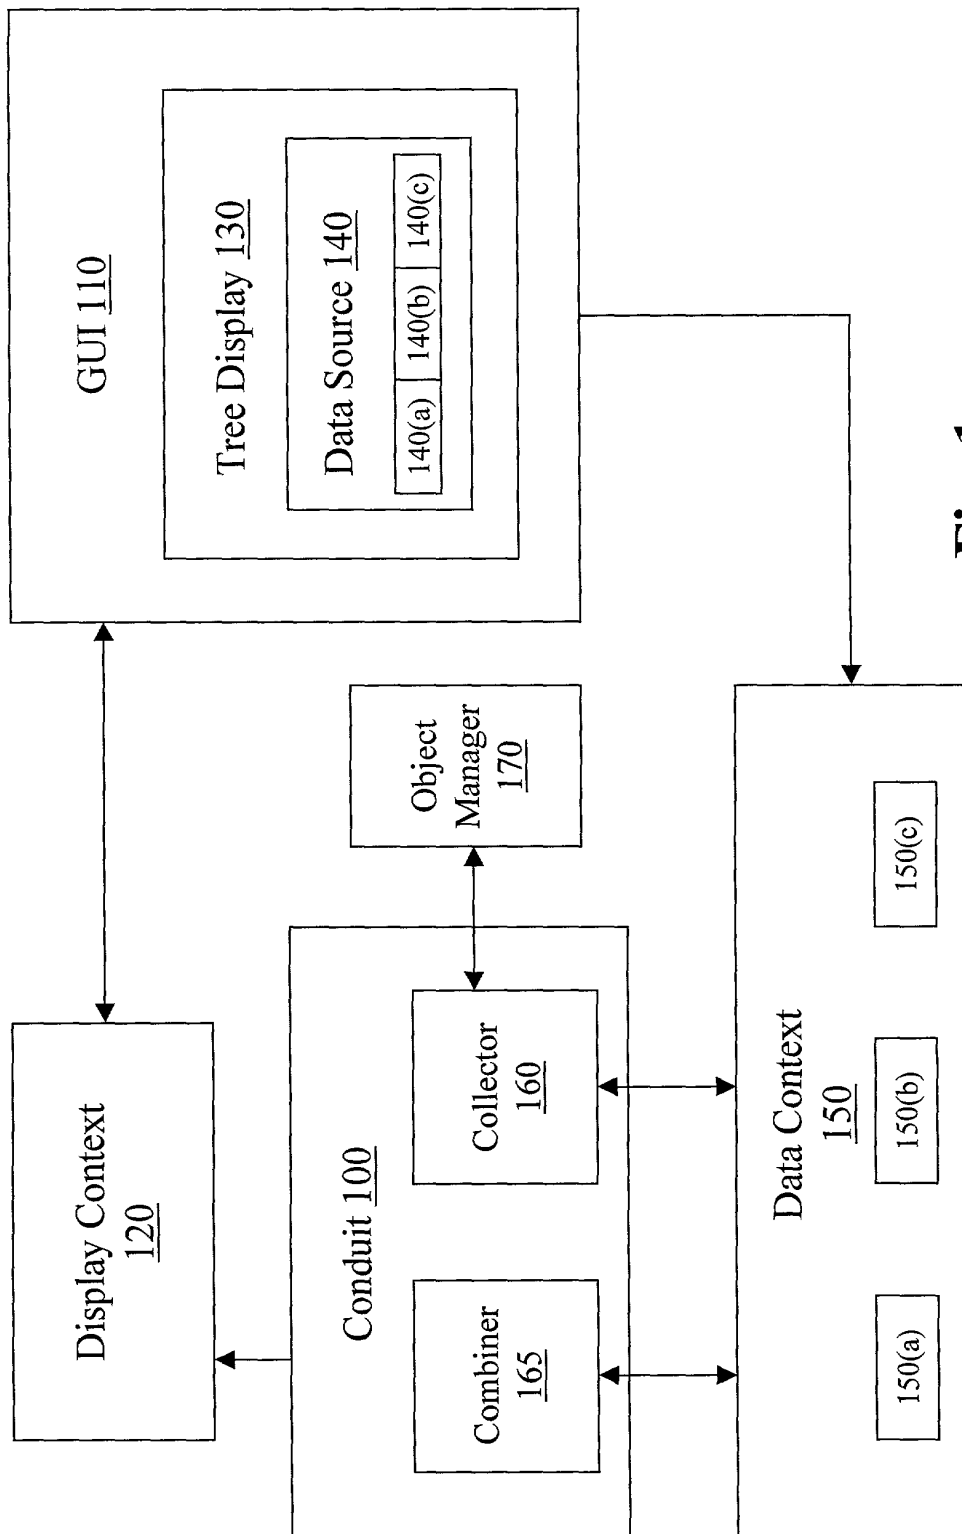 Display Context
120
GUI 110
Tree Display 130
Data Source 140
140(a) 140(b) 140(c)
Conduit 100
Combiner
165
Collector
160
Object
Manager
170
Data Context
150
150(a) 150(b) 150(c)